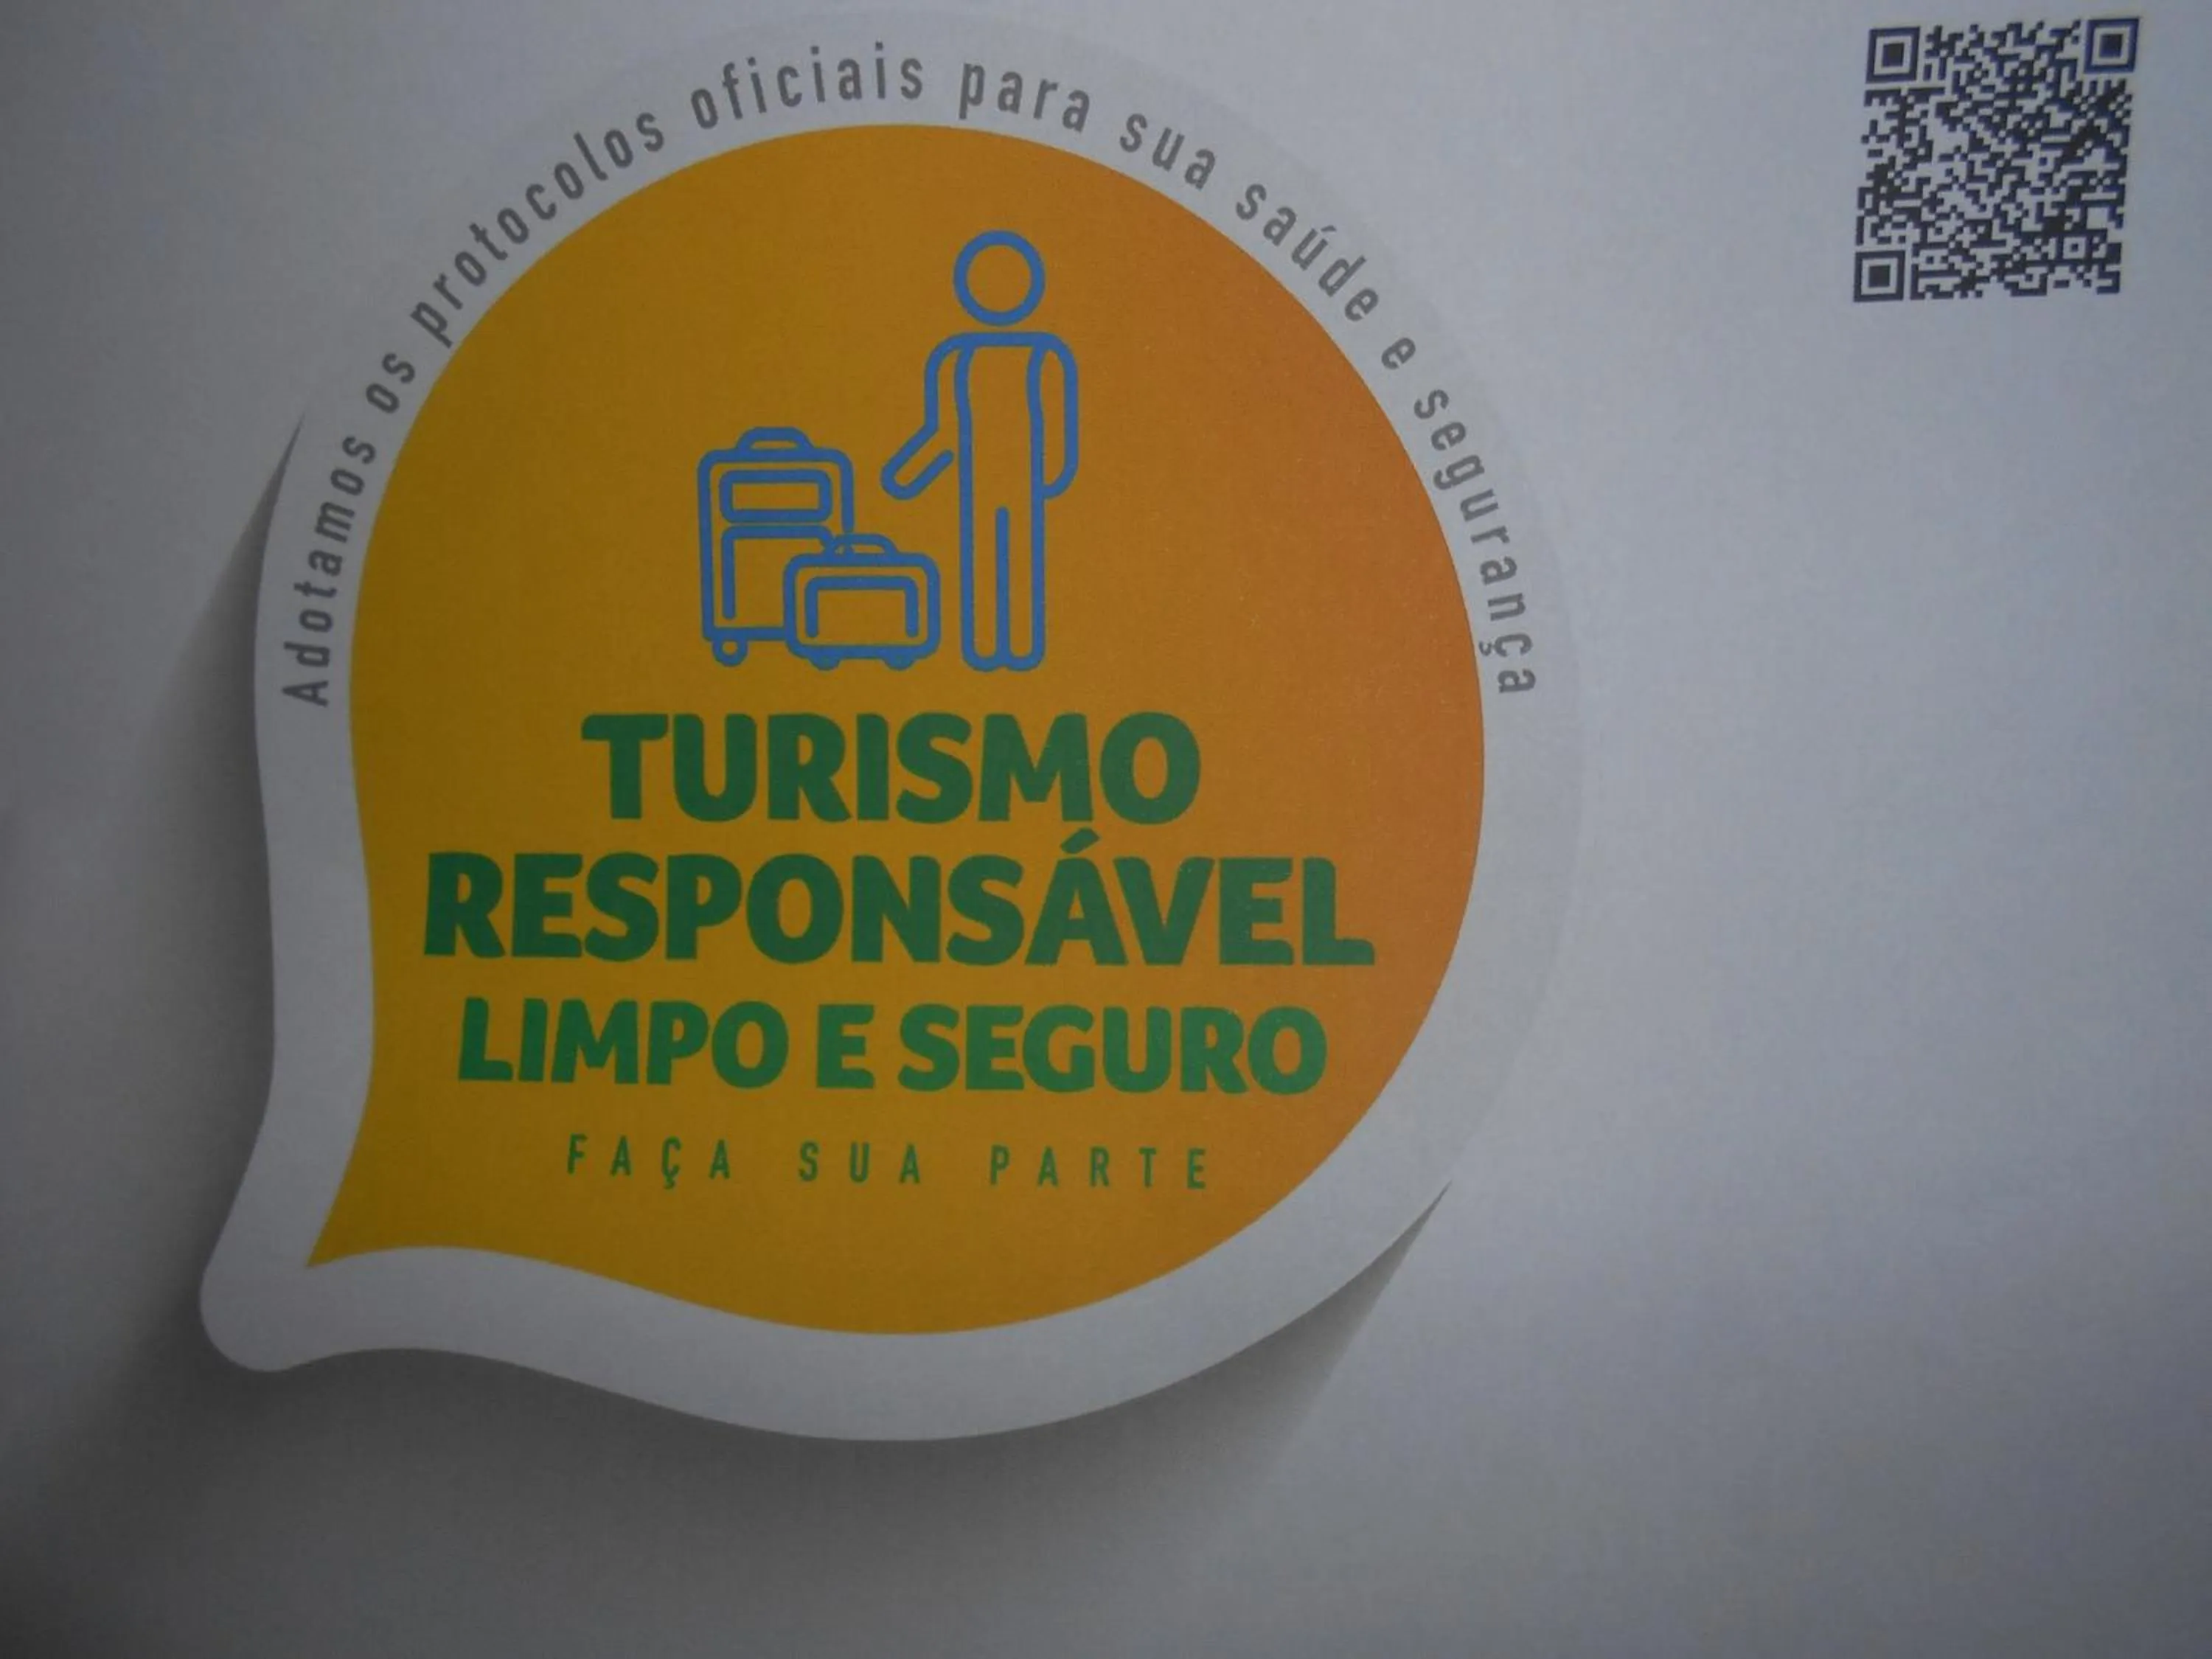 Adotamos os protocolos oficiais para sua saúde e segurança
TURISMO
RESPONSÁVEL
LIMPO E SEGURO
FAÇA SUA PARTE